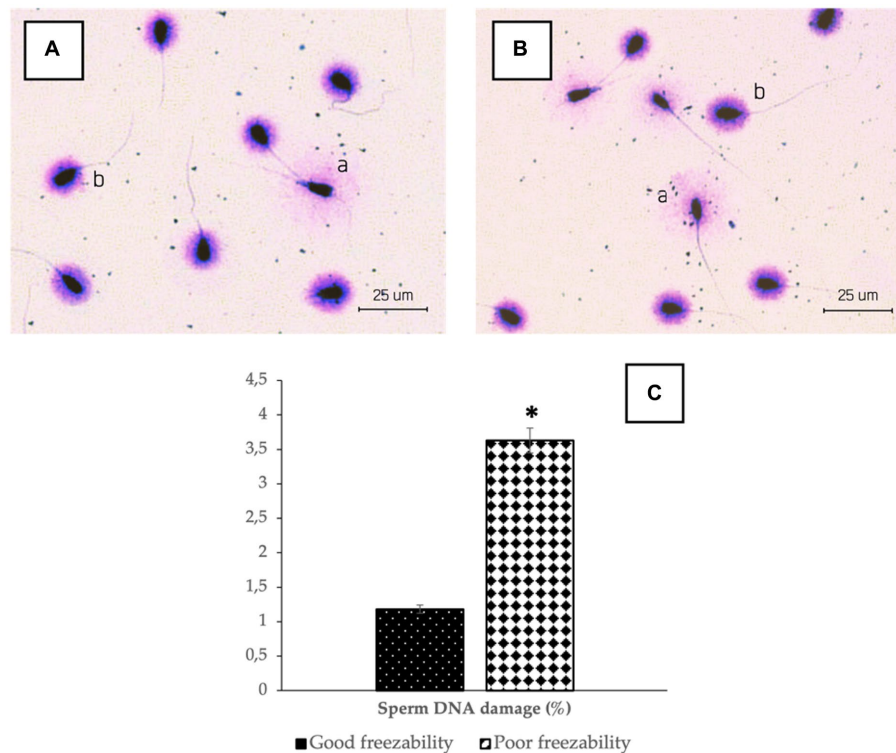 A
a
b
25 um
B
b
a
25 um
C
4,5
4
3,5
3
2,5
2
1,5
1
0,5
0
*
Sperm DNA damage (%)
Good freezability
Poor freezability